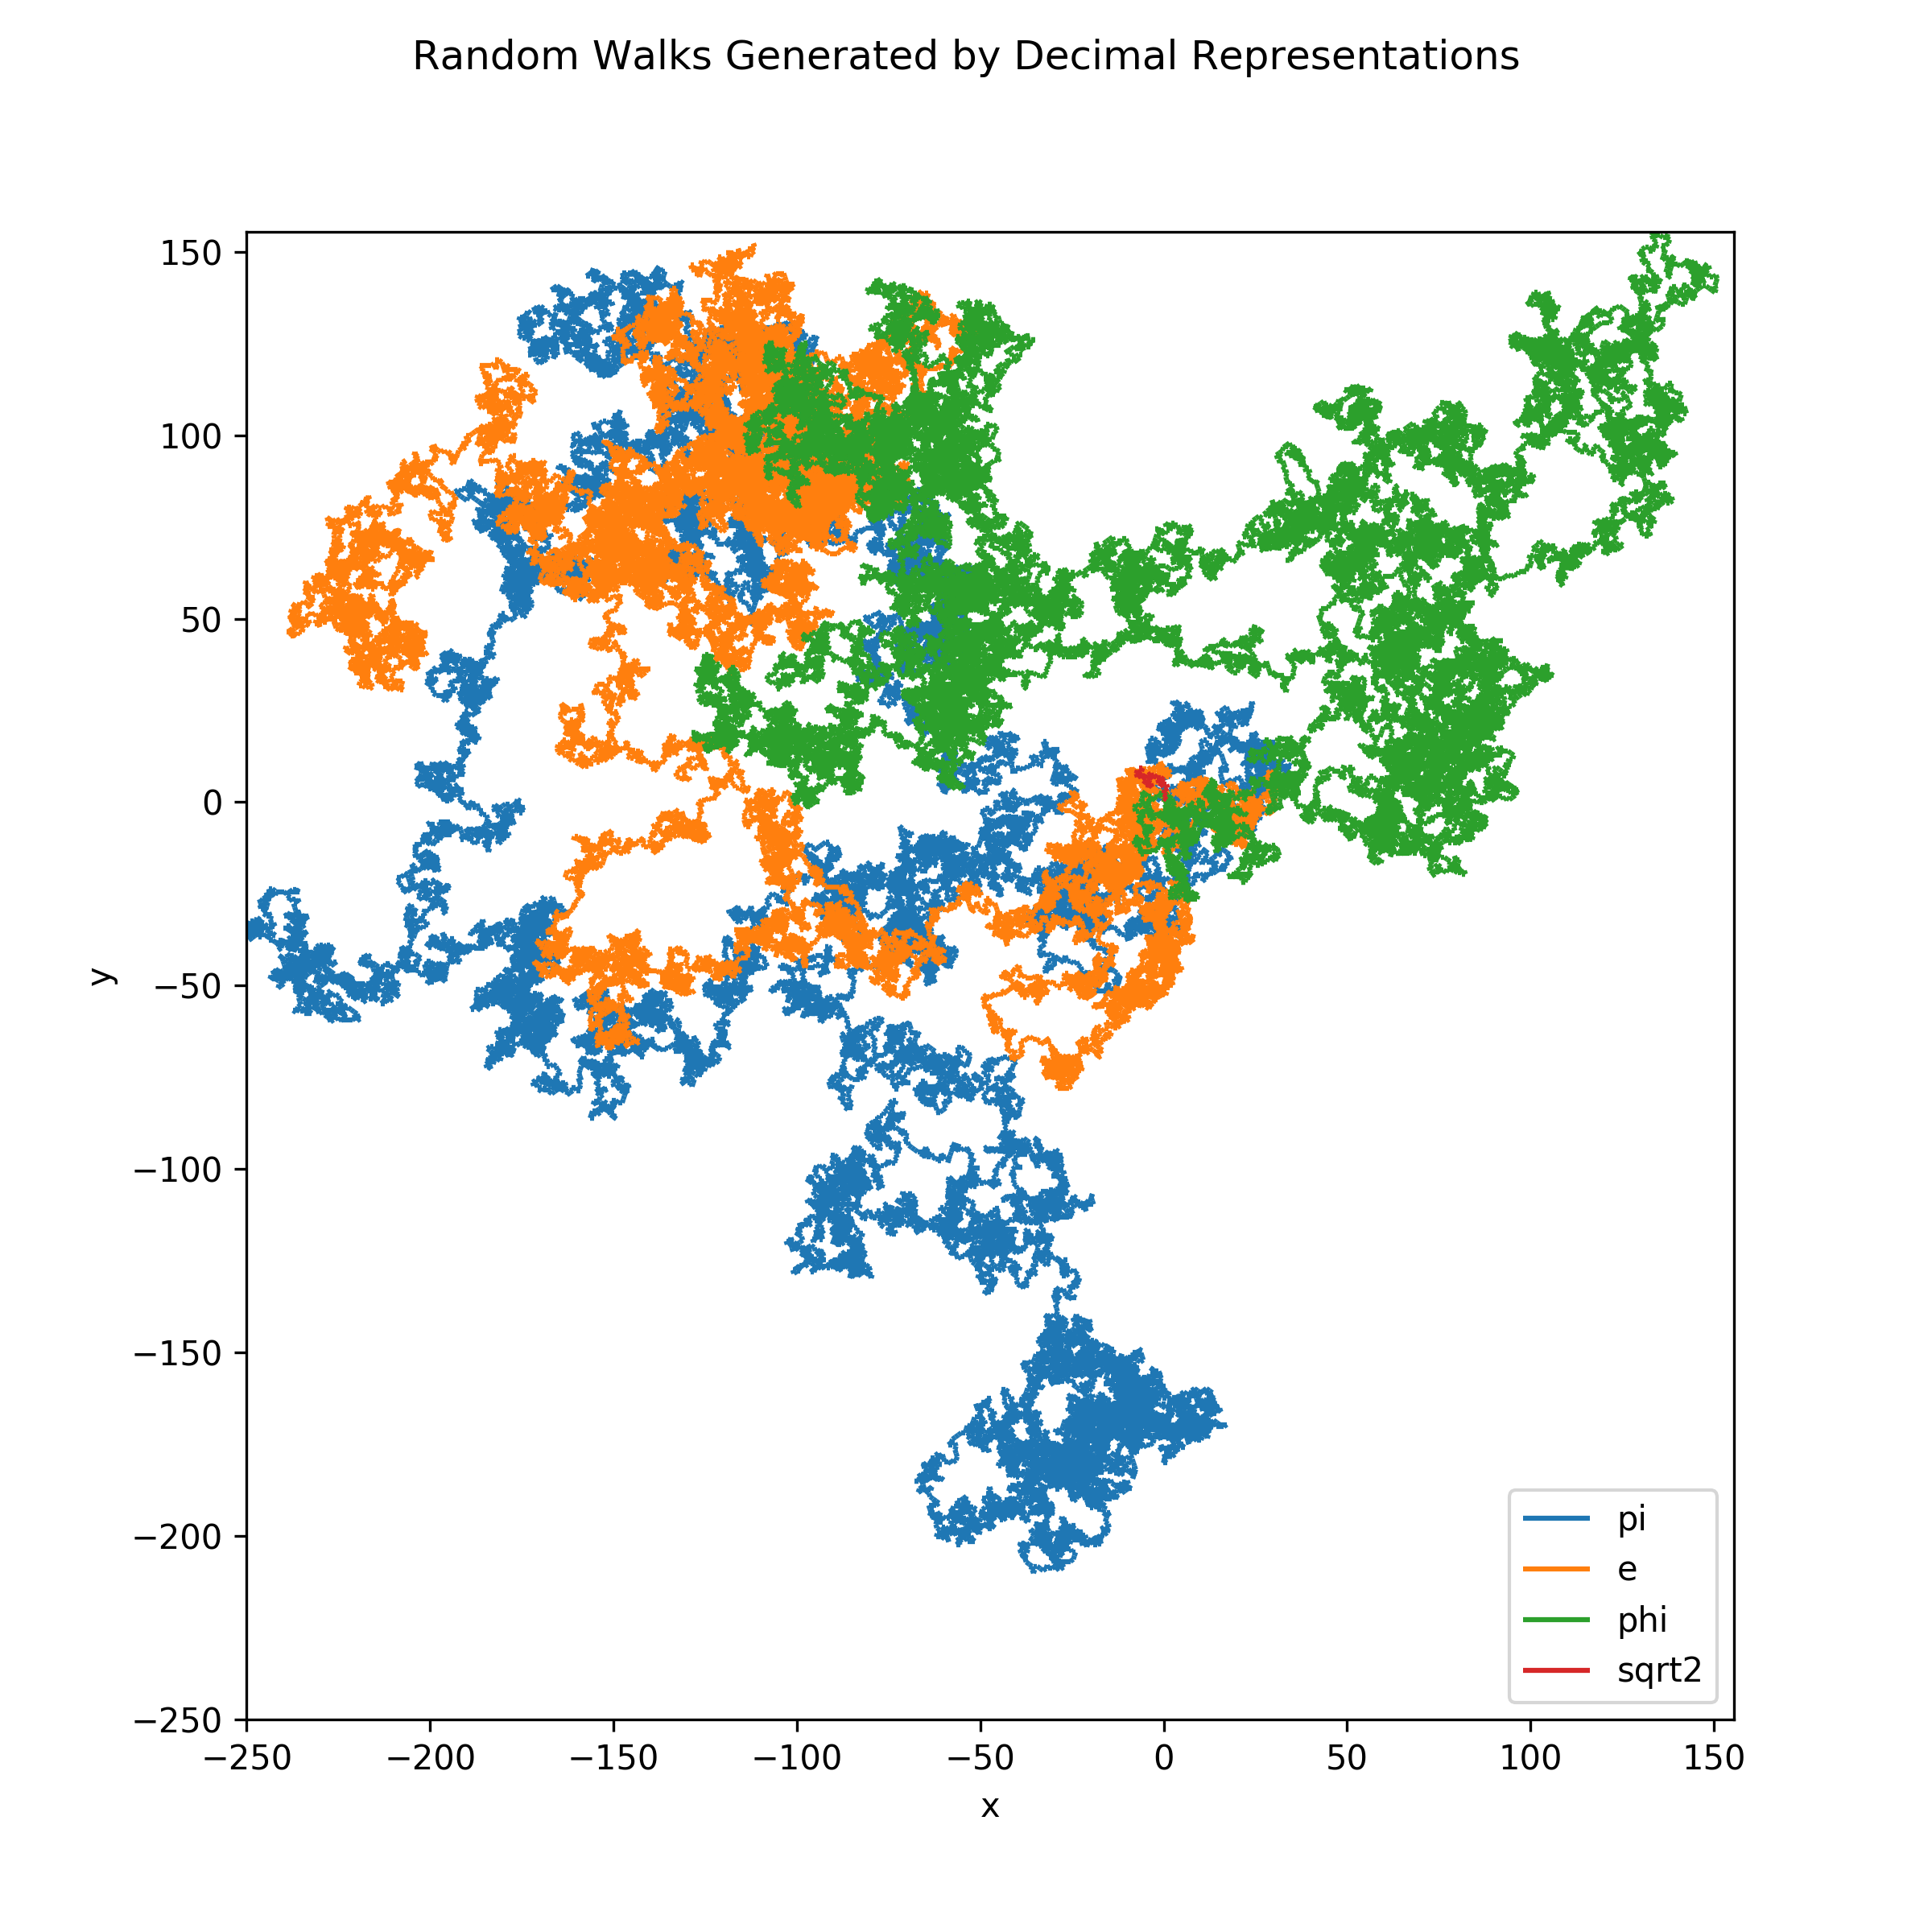 Random Walks Generated by Decimal Representations
150
100
50
0
−50
−100
−150
−200
−250
y
−250 −200 −150 −100 −50 0 50 100 150
x
pi
e
phi
sqrt2